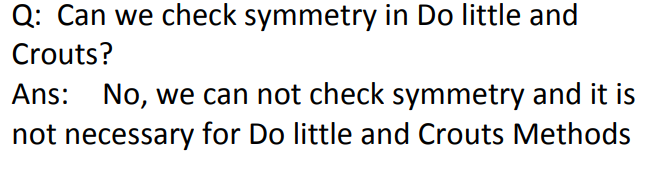 Q:  Can we check symmetry in Do little and
Crouts?
Ans:    No, we can not check symmetry and it is
not necessary for Do little and Crouts Methods